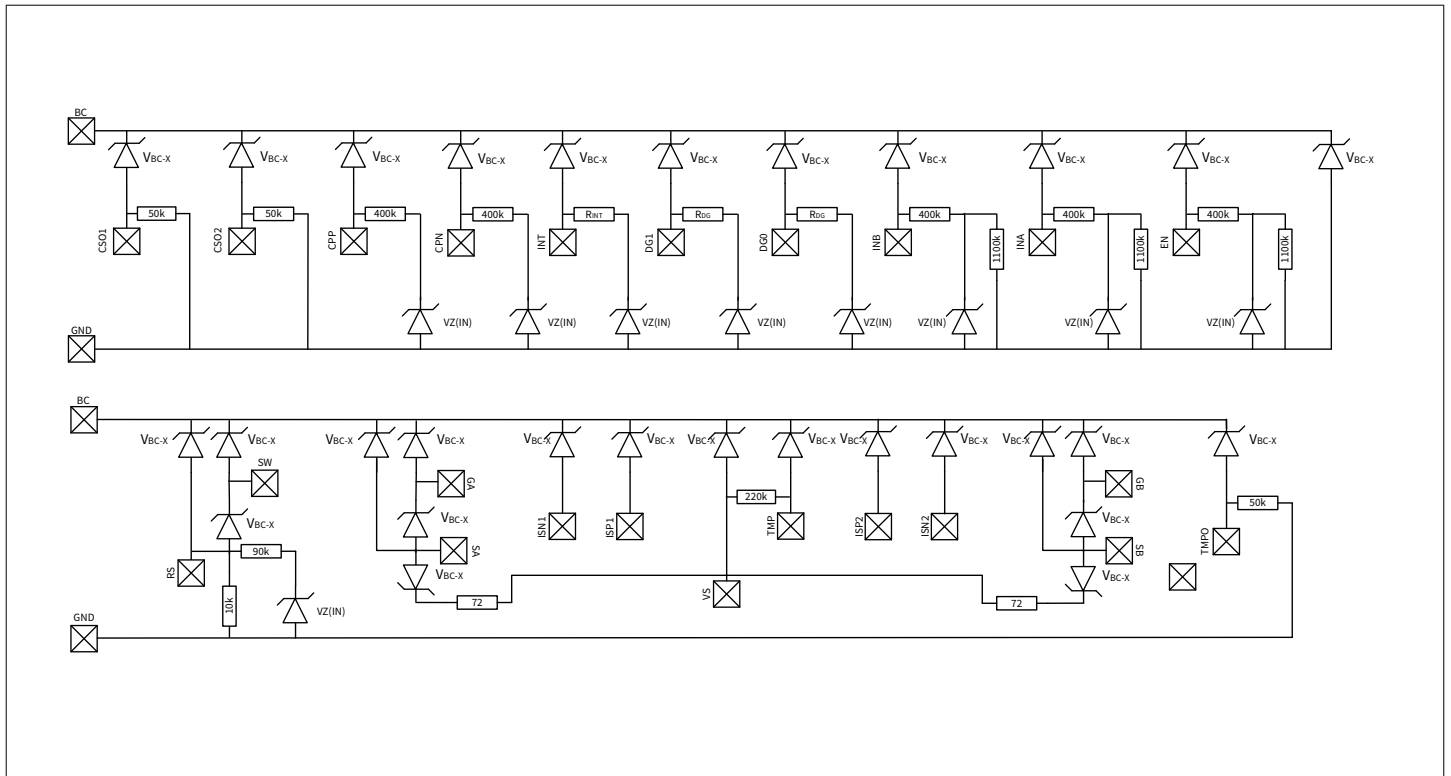 BC
VBC-X VBC-X VBC-X VBC-X VBC-X VBC-X VBC-X VBC-X VBC-X VBC-X VBC-X
50k 50k 400k 400k RINT RDG RDG 400k 400k 400k
CSO1 CSO2 CPP CPN INT DG1 DG0 INB 1100k INA 1100k EN 1100k
VZ(IN) VZ(IN) VZ(IN) VZ(IN) VZ(IN) VZ(IN) VZ(IN) VZ(IN)
GND
BC
VBC-X VBC-X VBC-X VBC-X VBC-X VBC-X VBC-X VBC-X VBC-X VBC-X VBC-X VBC-X VBC-X
SW GA GB
220k 50k
VBC-X VBC-X VBC-X
ISN1 ISP1 TMP ISP2 ISN2 TMPO
90k SA SB
RS VBC-X VBC-X
10k VZ(IN) 72 VS 72
GND